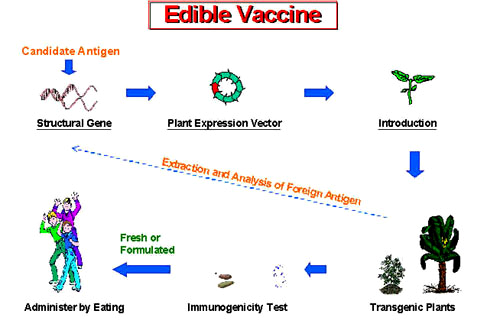 Edible Vaccine
Candidate Antigen
Structural Gene
Plant Expression Vector
Introduction
Extraction and Analysis of Foreign Antigen
Fresh or
Formulated
Administer by Eating
Immunogenicity Test
Transgenic Plants